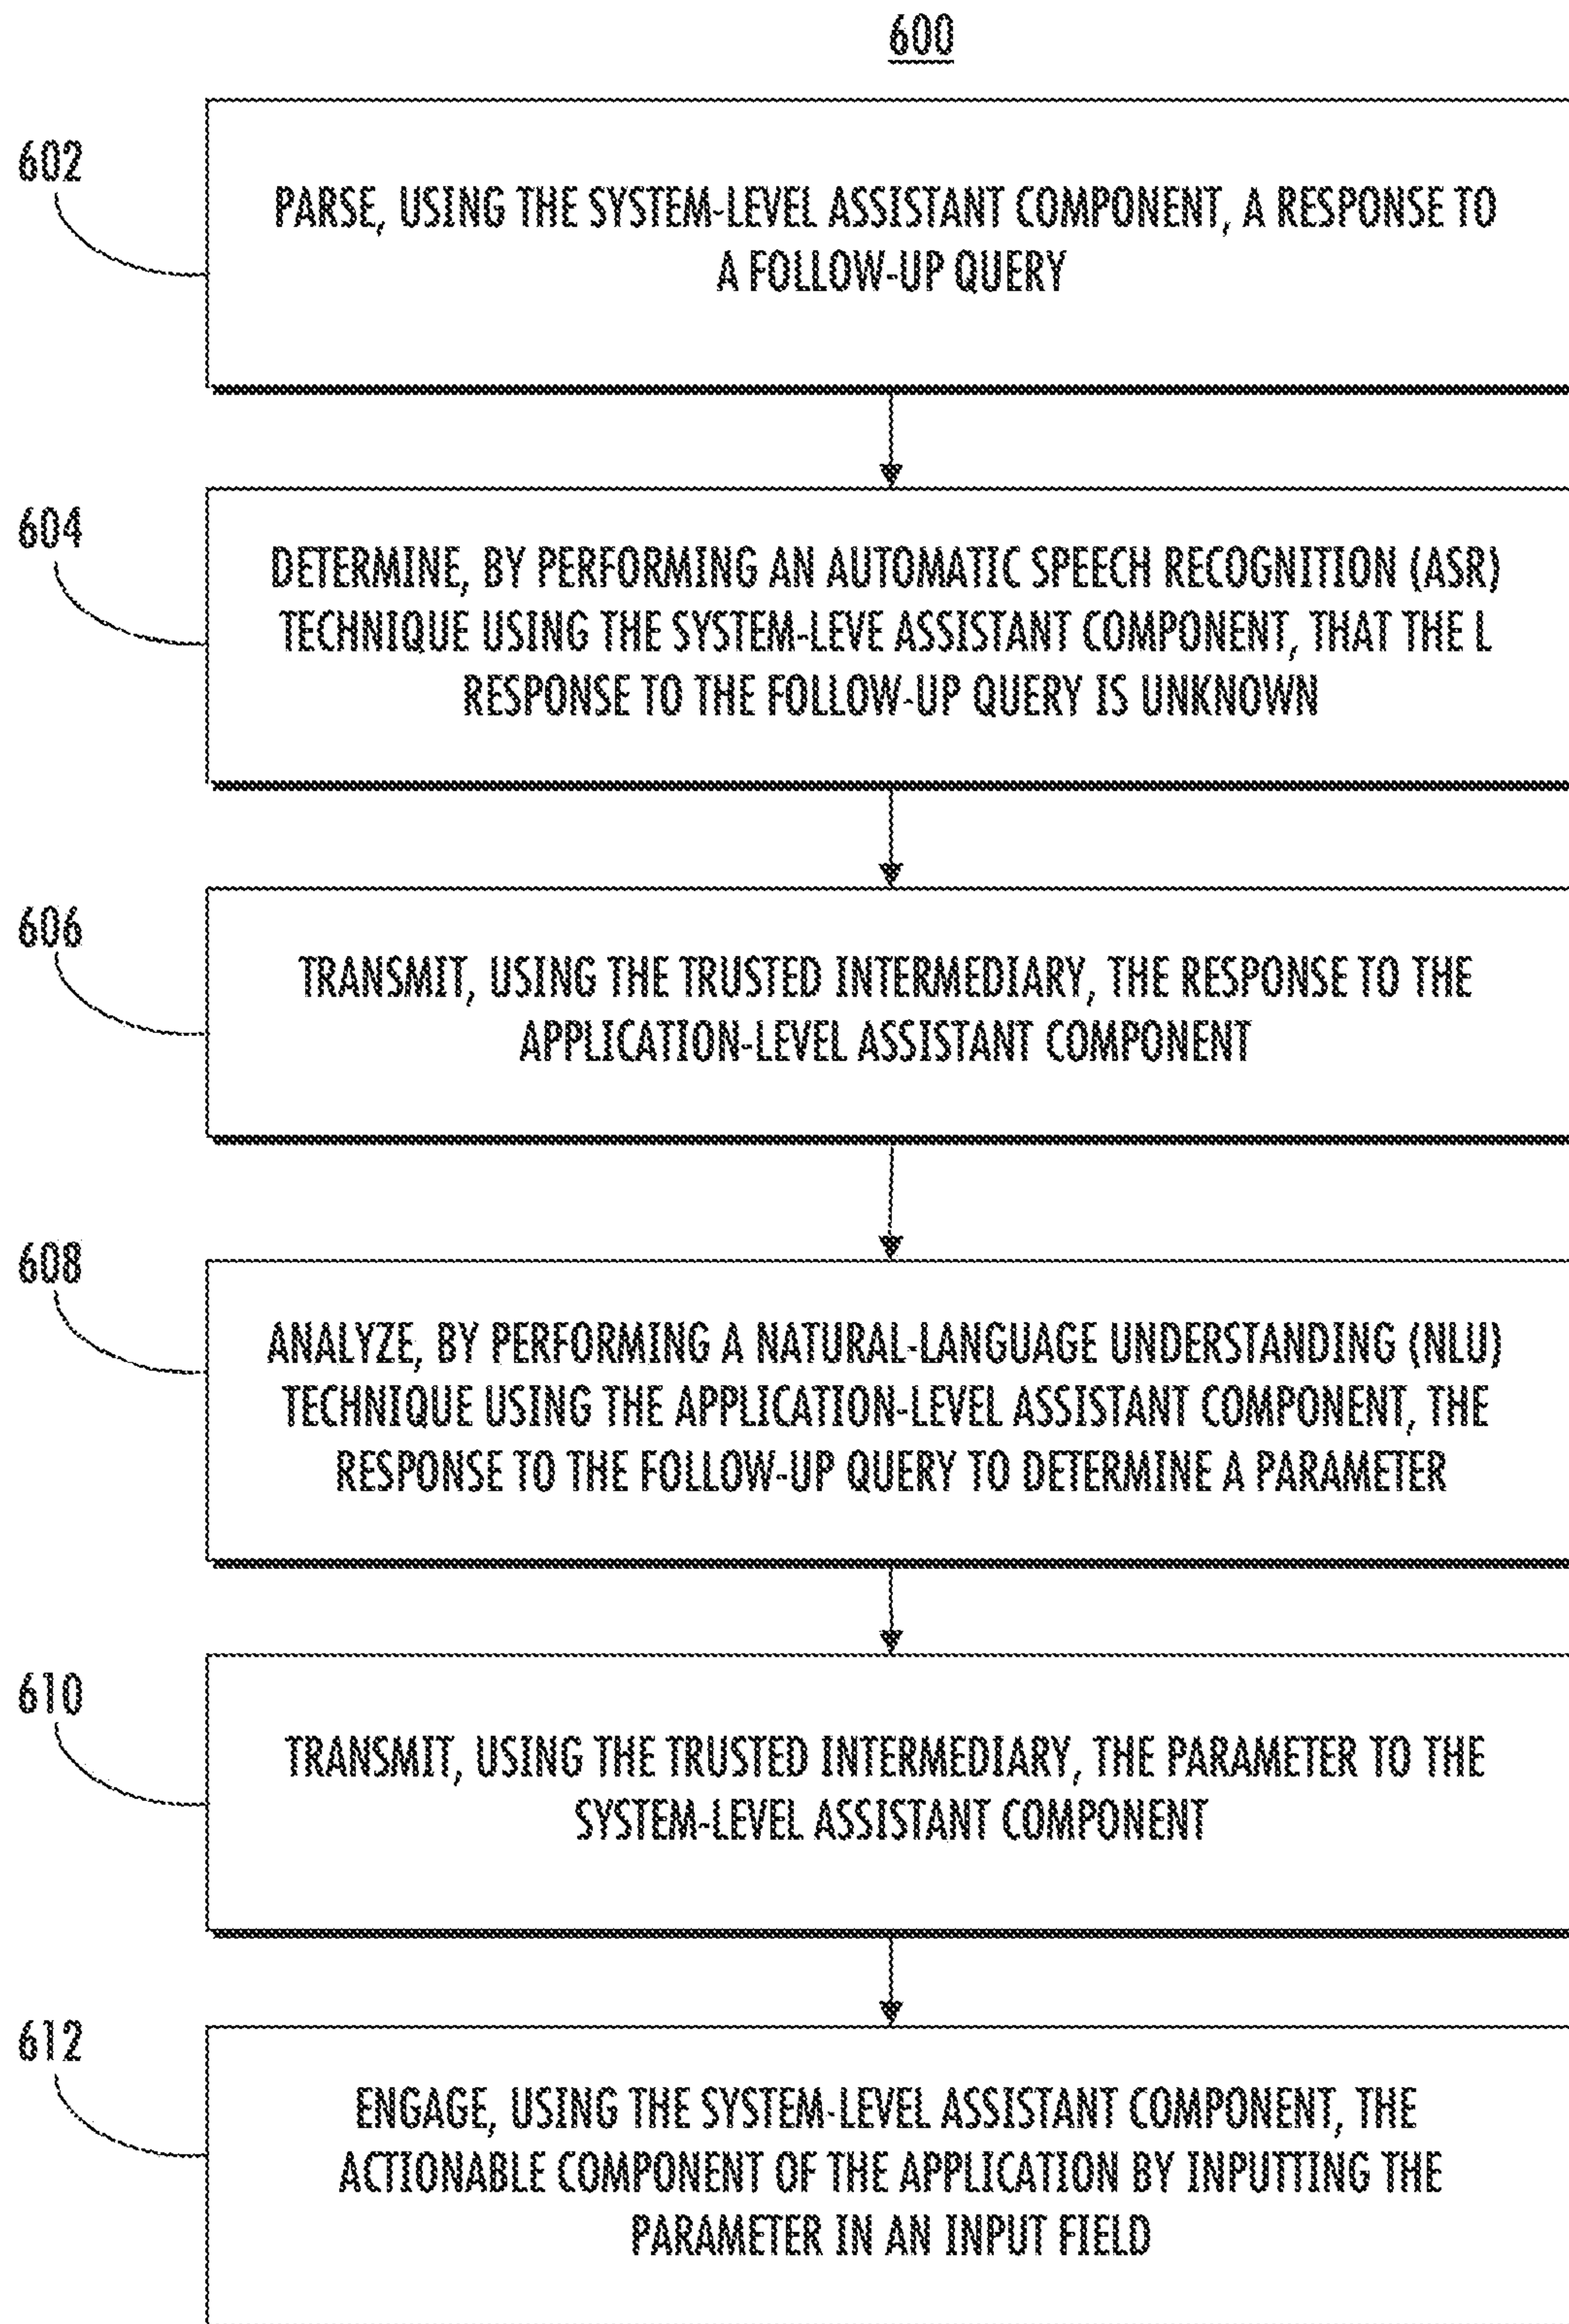 600
602
PARSE, USING THE SYSTEM-LEVEL ASSISTANT COMPONENT, A RESPONSE TO
A FOLLOW-UP QUERY
604
DETERMINE, BY PERFORMING AN AUTOMATIC SPEECH RECOGNITION (ASR)
TECHNIQUE USING THE SYSTEM-LEVE ASSISTANT COMPONENT, THAT THE L
RESPONSE TO THE FOLLOW-UP QUERY IS UNKNOWN
606
TRANSMIT, USING THE TRUSTED INTERMEDIARY, THE RESPONSE TO THE
APPLICATION-LEVEL ASSISTANT COMPONENT
608
ANALYZE, BY PERFORMING A NATURAL-LANGUAGE UNDERSTANDING (NLU)
TECHNIQUE USING THE APPLICATION-LEVEL ASSISTANT COMPONENT, THE
RESPONSE TO THE FOLLOW-UP QUERY TO DETERMINE A PARAMETER
610
TRANSMIT, USING THE TRUSTED INTERMEDIARY, THE PARAMETER TO THE
SYSTEM-LEVEL ASSISTANT COMPONENT
612
ENGAGE, USING THE SYSTEM-LEVEL ASSISTANT COMPONENT, THE
ACTIONABLE COMPONENT OF THE APPLICATION BY INPUTTING THE
PARAMETER IN AN INPUT FIELD